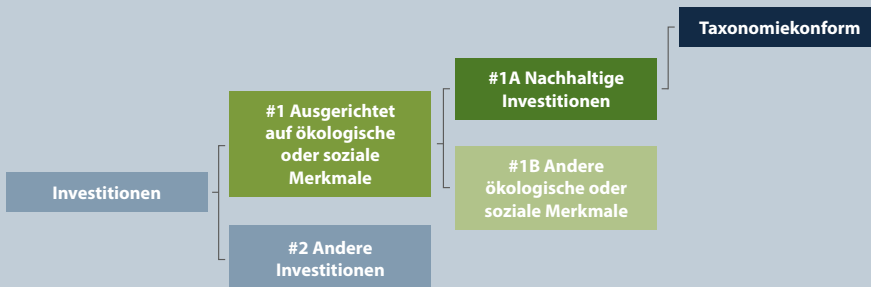 Taxonomiekonform
#1A Nachhaltige
Investitionen
#1 Ausgerichtet
auf ökologische
oder soziale
Merkmale
#1B Andere
ökologische oder
soziale Merkmale
Investitionen
#2 Andere
Investitionen